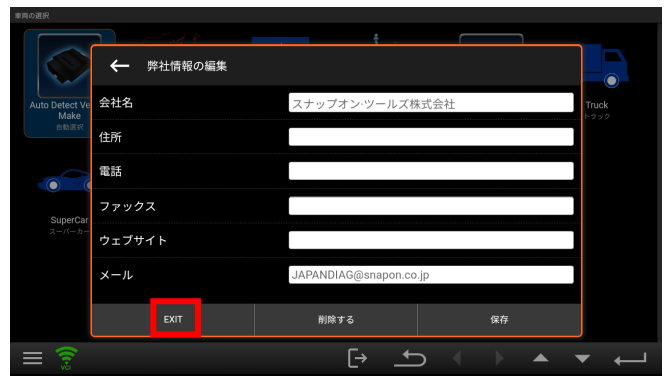 車両の選択
弊社情報の編集
Auto Detect Ve
Make
自動選択
Truck
トラック
会社名
スナップオン·ツールズ株式会社
住所
電話
ファックス
SuperCar
スーパーカー
ウェブサイト
メール
JAPANDIAG@snapon.co.jp
EXIT
削除する
保存
VCI